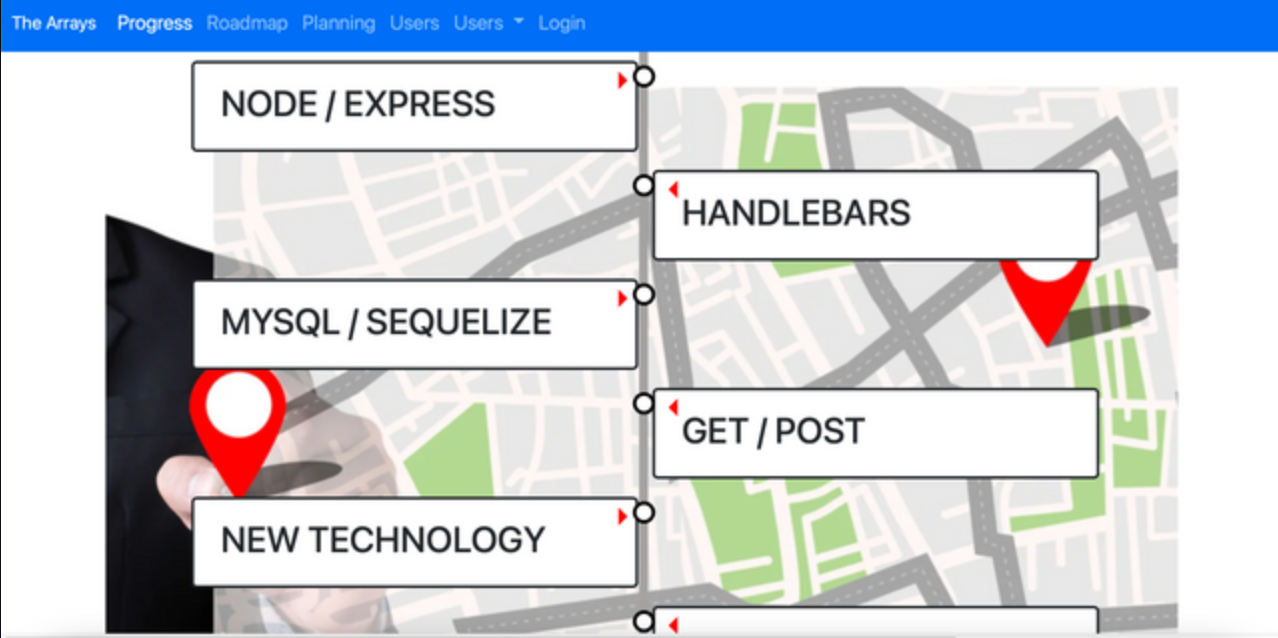 The Arrays Progress Roadmap Planning Users Users Login
NODE / EXPRESS
HANDLEBARS
MYSQL / SEQUELIZE
GET / POST
NEW TECHNOLOGY